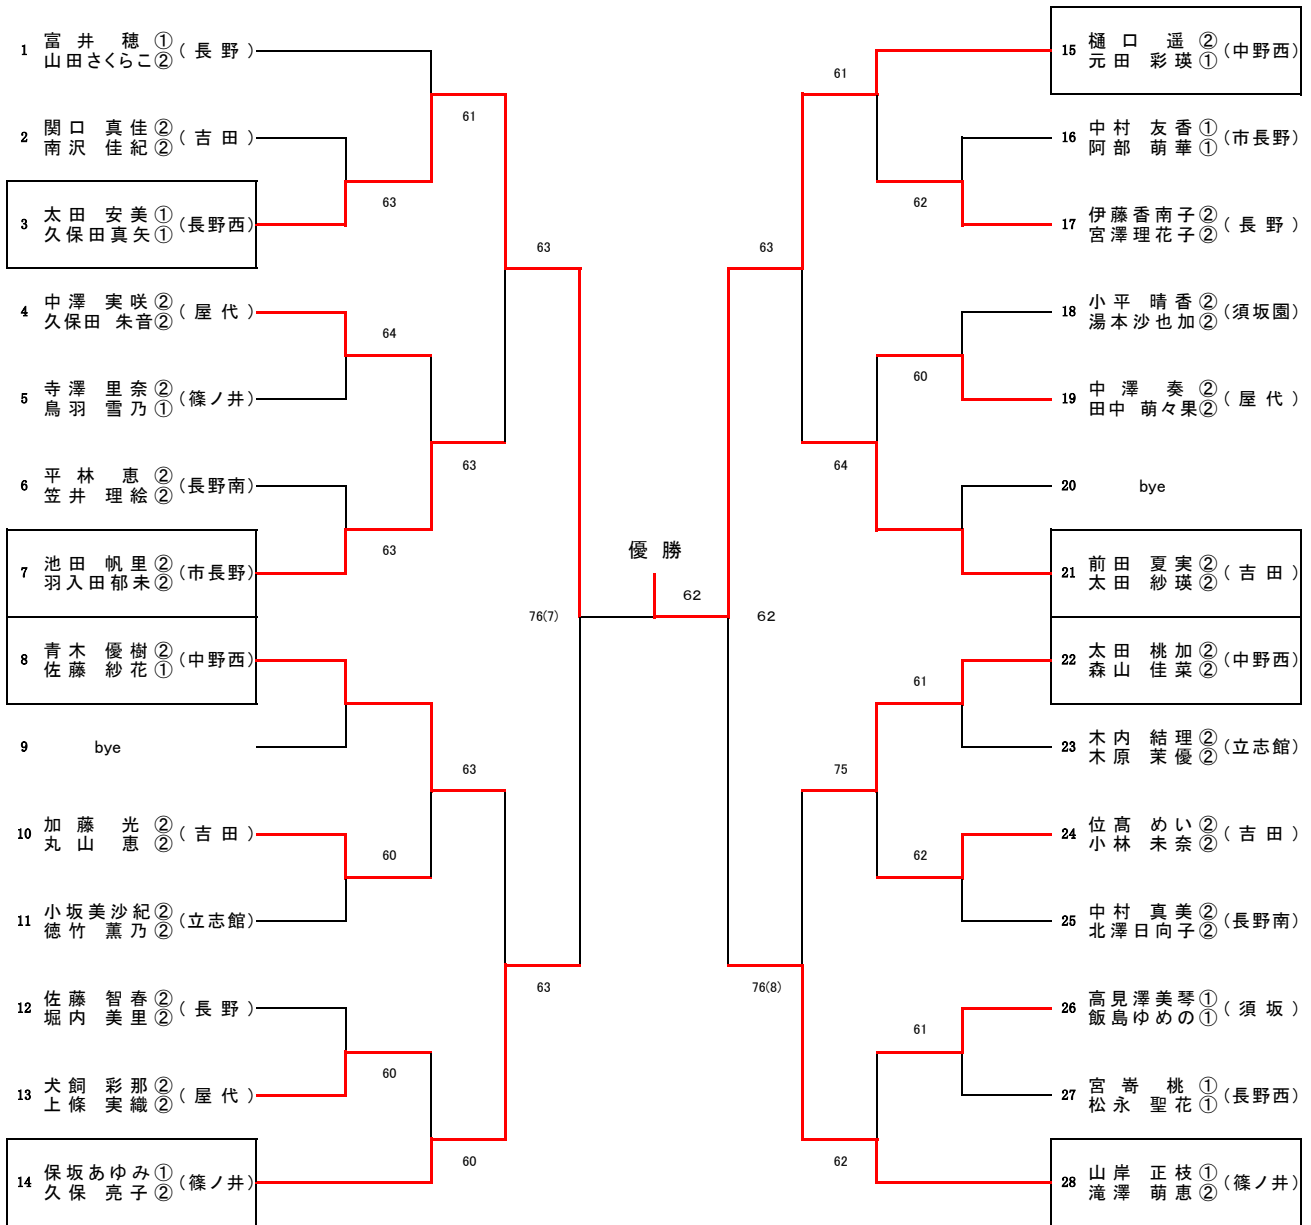 1 富井 穂① 山田さくらこ② (長野)
2 関口 真佳② 南沢 佳紀② (吉田)
3 太田 安美① 久保田真矢① (長野西)
4 中澤 実咲② 久保田 朱音② (屋代)
5 寺澤 里奈② 鳥羽 雪乃① (篠ノ井)
6 平林 恵② 笠井 理絵② (長野南)
7 池田 帆里② 羽入田郁未② (市長野)
8 青木 優樹② 佐藤 紗花① (中野西)
9 bye
10 加藤 光② 丸山 恵② (吉田)
11 小坂美沙紀② 徳竹 薫乃② (立志館)
12 佐藤 智春② 堀内 美里② (長野)
13 犬飼 彩那② 上條 実織② (屋代)
14 保坂あゆみ① 久保 亮子② (篠ノ井)
61
63
63
64
63
63
76(7)
63
60
63
60
60
優勝
62
62
61
63
62
60
64
61
75
62
76(8)
61
62
15 樋口 遥② 元田 彩瑛① (中野西)
16 中村 友香① 阿部 萌華① (市長野)
17 伊藤香南子② 宮澤理花子② (長野)
18 小平 晴香② 湯本沙也加② (須坂園)
19 中澤 奏② 田中 萌々果② (屋代)
20 bye
21 前田 夏実② 太田 紗瑛② (吉田)
22 太田 桃加② 森山 佳菜② (中野西)
23 木内 結理② 木原 茉優② (立志館)
24 位髙 めい② 小林 未奈② (吉田)
25 中村 真美② 北澤日向子② (長野南)
26 高見澤美琴① 飯島ゆめの① (須坂)
27 宮嵜 桃① 松永 聖花① (長野西)
28 山岸 正枝① 滝澤 萌恵② (篠ノ井)